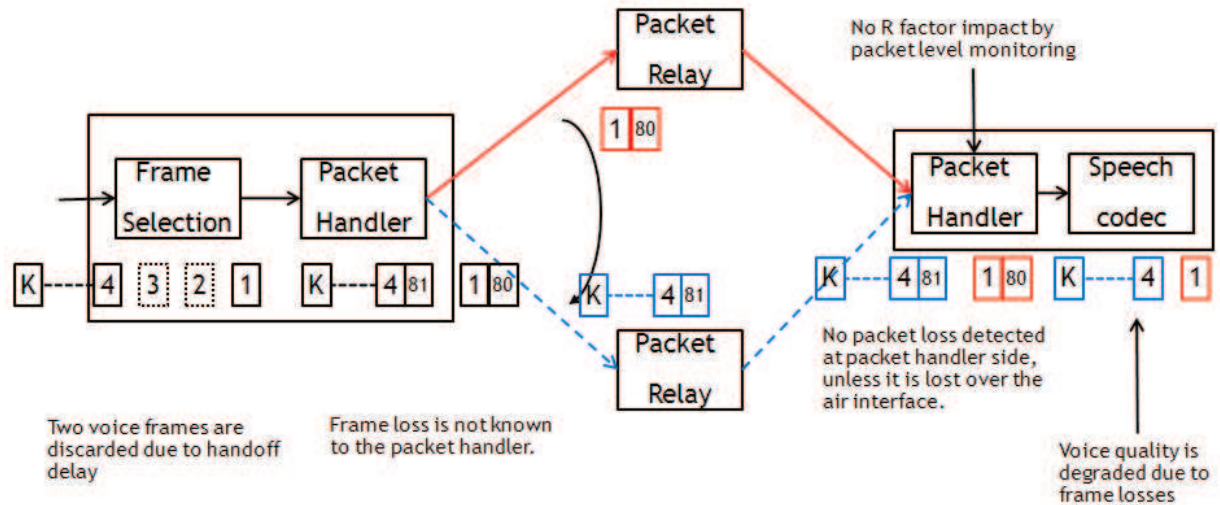 Packet
Relay
No R factor impact by
packet level monitoring
1 80
Frame
Selection
Packet
Handler
Packet
Handler
Speech
codec
K 4 3 2 1
K 4 81
1 80
K 4 81
K 4 81
1 80
K 4 1
Packet
Relay
No packet loss detected
at packet handler side,
unless it is lost over the
air interface.
Two voice frames are
discarded due to handoff
delay
Frame loss is not known
to the packet handler.
Voice quality is
degraded due to
frame losses